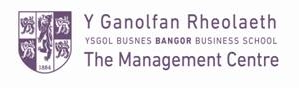 Y Ganolfan Rheolaeth
YSGOL BUSNES BANGOR BUSINESS SCHOOL
The Management Centre
1884